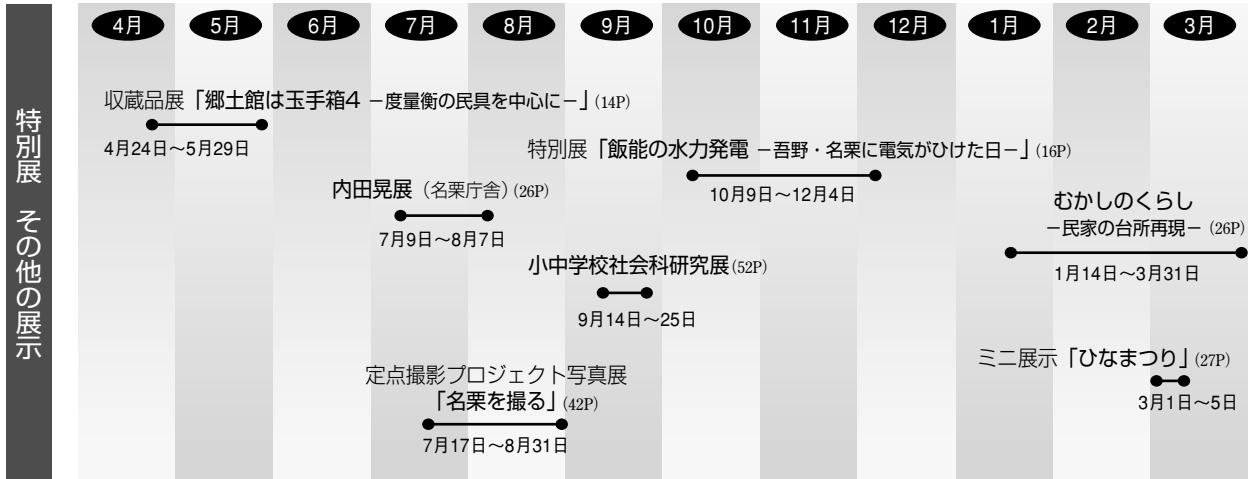 4月 5月 6月 7月 8月 9月 10月 11月 12月 1月 2月 3月
特別展 その他の展示
収蔵品展「郷土館は玉手箱4 −度量衡の民具を中心に−」(14P)
4月24日〜5月29日
特別展「飯能の水力発電 −吾野・名栗に電気がひけた日−」(16P)
10月9日〜12月4日
内田晃展（名栗庁舎）(26P)
7月9日〜8月7日
むかしのくらし
−民家の台所再現− (26P)
1月14日〜3月31日
小中学校社会科研究展(52P)
9月14日〜25日
ミニ展示「ひなまつり」(27P)
3月1日〜5日
定点撮影プロジェクト写真展
「名栗を撮る」(42P)
7月17日〜8月31日